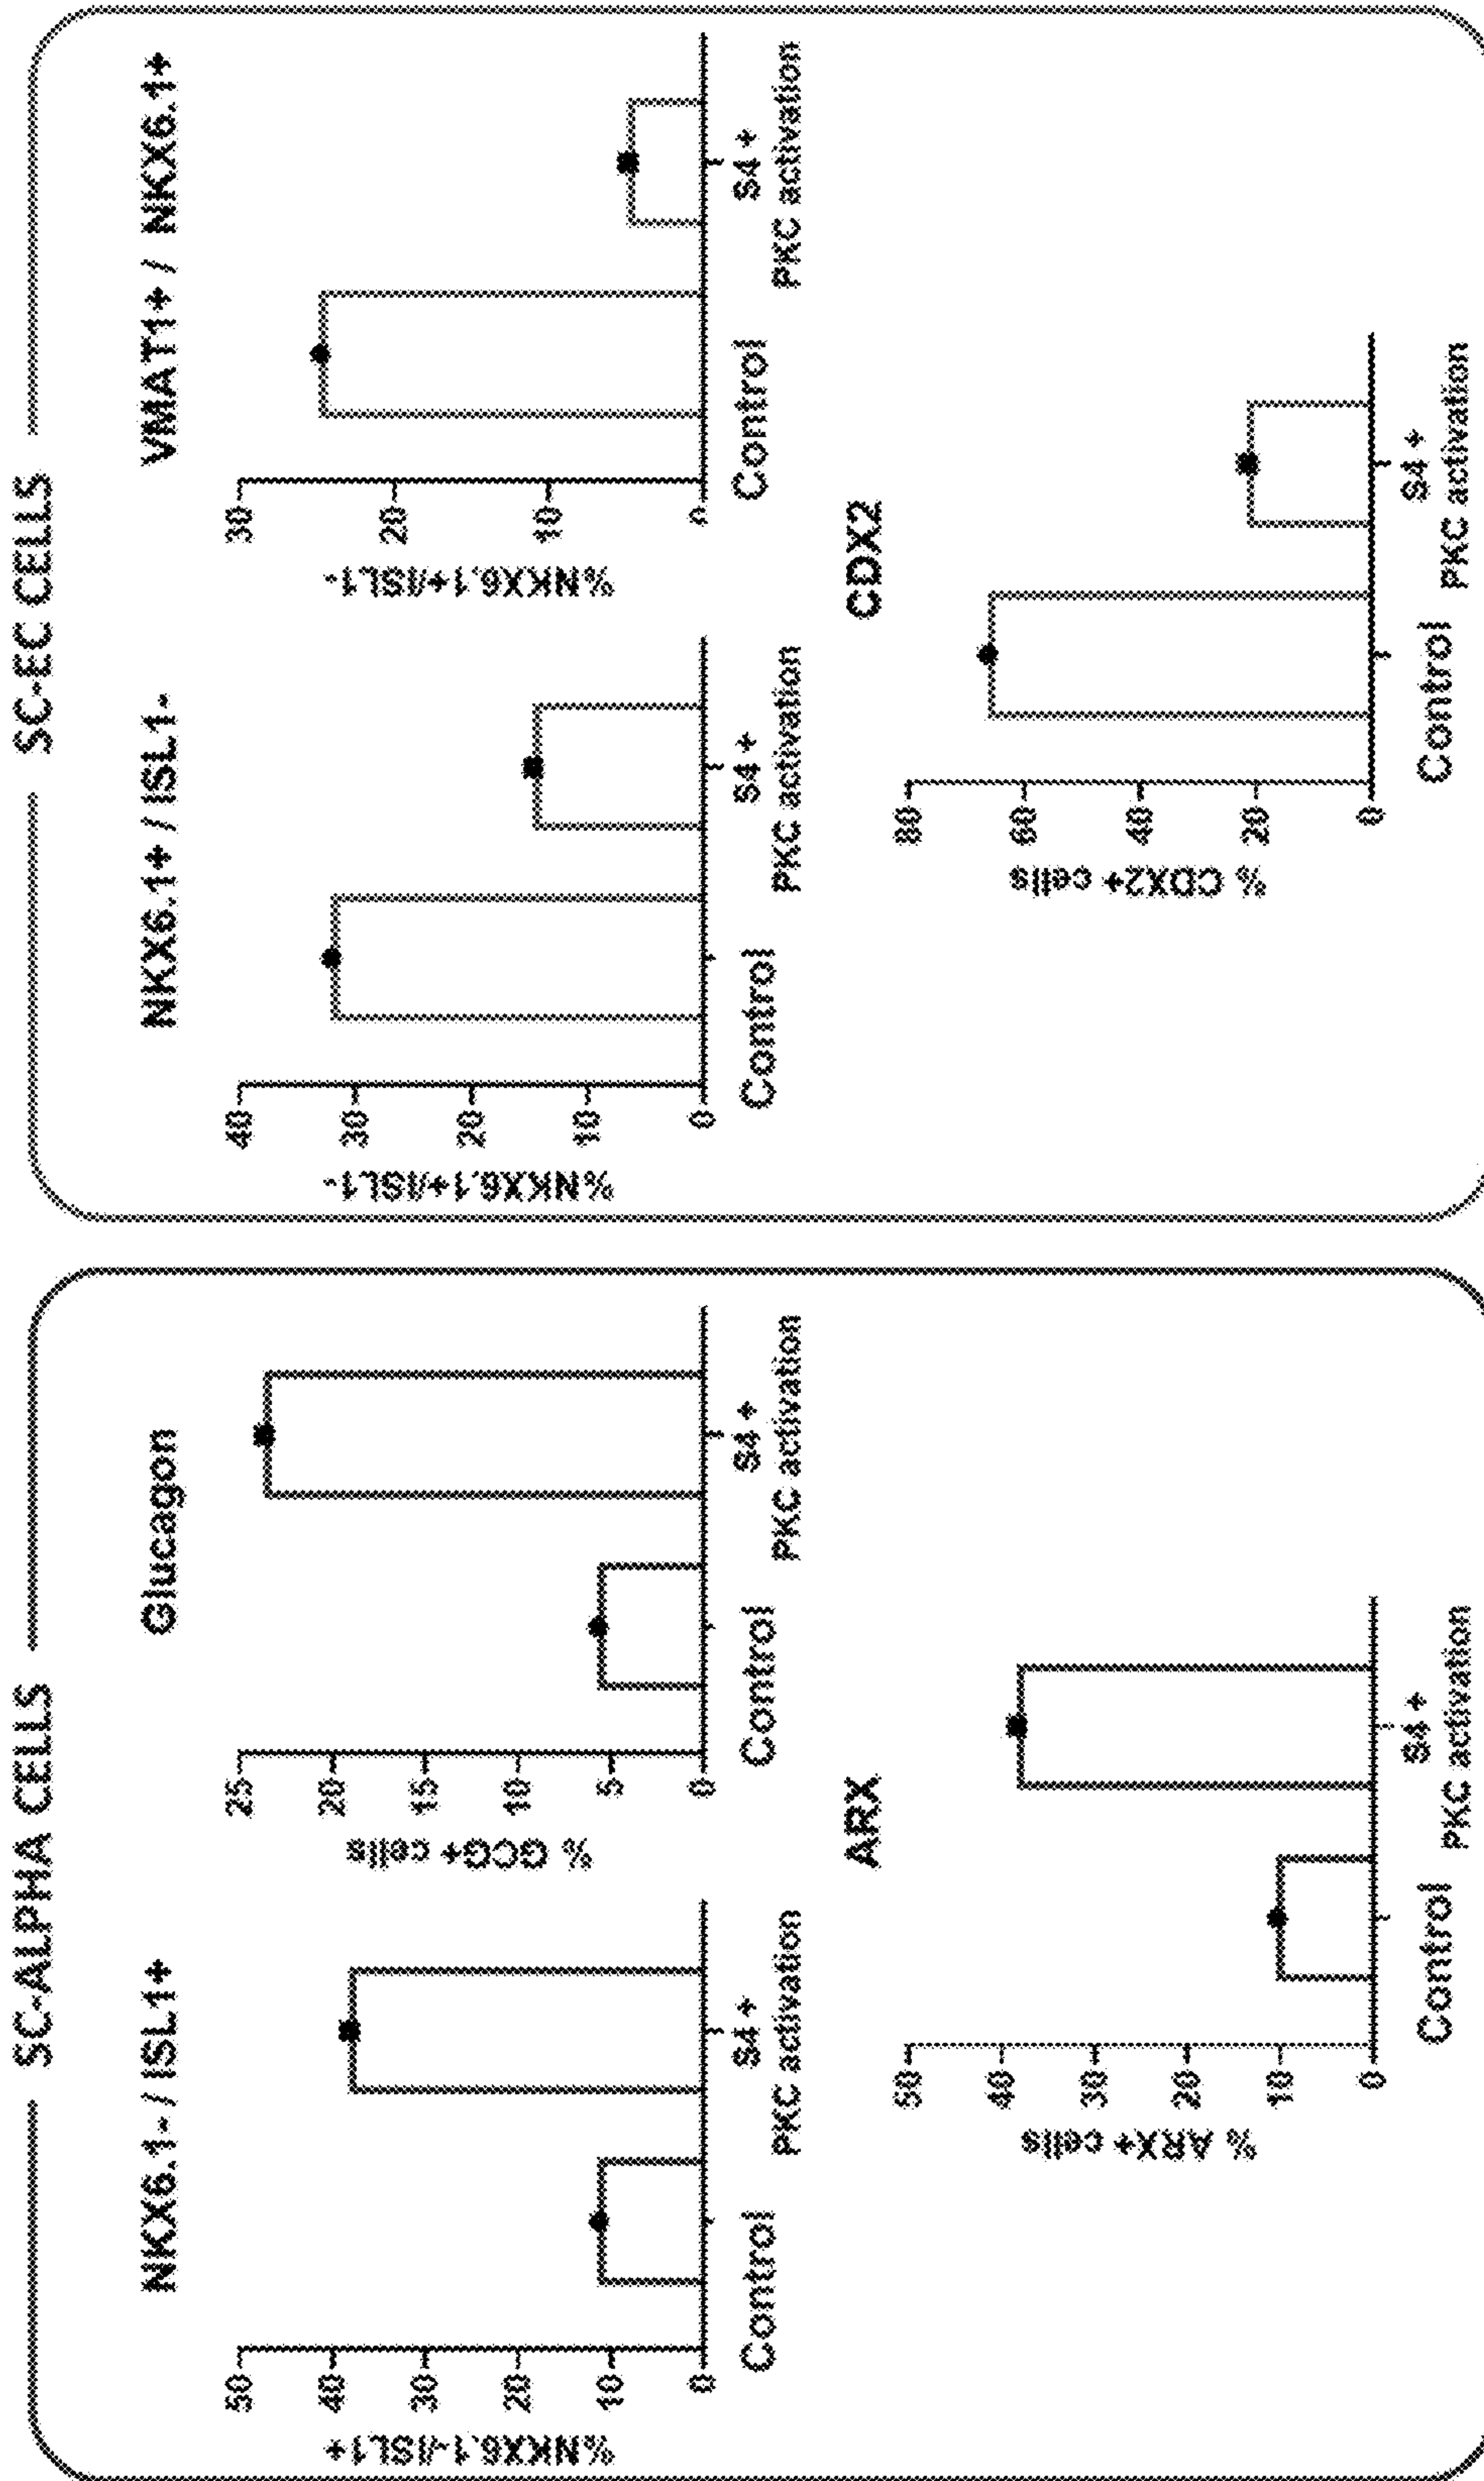 SC-ALPHA CELLS
NKX6.1- / ISL1+
%NKX6.1-/ISL1+
50
40
30
20
10
0
Control
S4 +
PKC activation
Glucagon
% GCG+ cells
25
20
15
10
5
0
Control
S4 +
PKC activation
ARX
% ARX+ cells
50
40
30
20
10
0
Control
S4 +
PKC activation
SC-EC CELLS
NKX6.1+ / ISL1-
%NKX6.1+/ISL1-
40
30
20
10
0
Control
S4 +
PKC activation
VMAT1+ / NKX6.1+
%NKX6.1+/ISL1-
30
20
10
0
Control
S4 +
PKC activation
CDX2
% CDX2+ cells
80
60
40
20
0
Control
S4 +
PKC activation